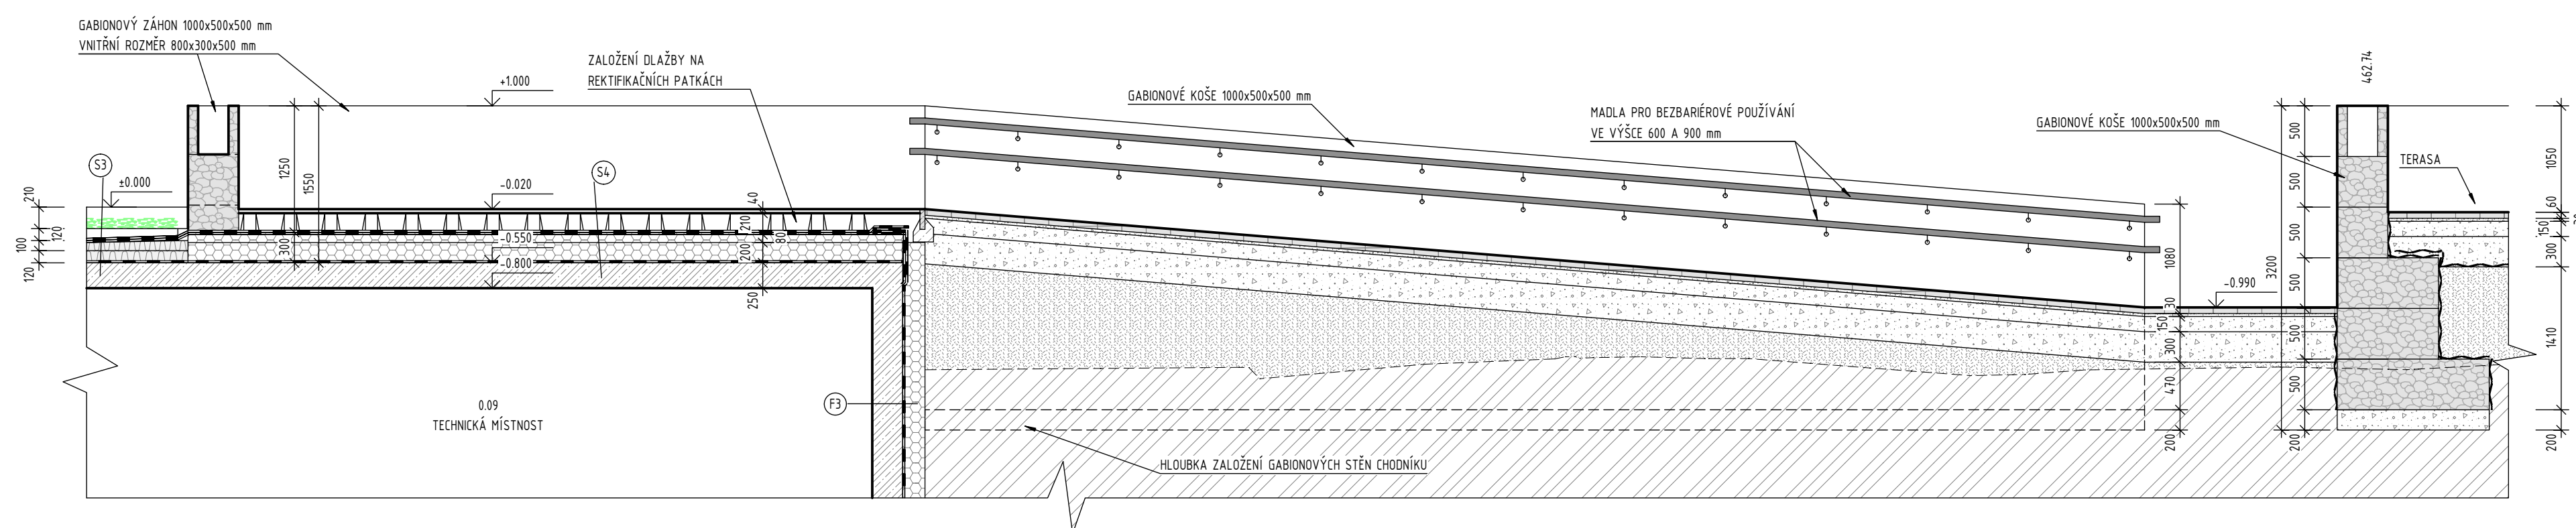 GABIONOVÝ ZÁHON 1000x500x500 mm
VNITŘNÍ ROZMĚR 800x300x500 mm
ZALOŽENÍ DLAŽBY NA
REKTIFIKAČNÍCH PATKÁCH
+1.000
GABIONOVÉ KOŠE 1000x500x500 mm
MADLA PRO BEZBARIÉROVÉ POUŽÍVÁNÍ
VE VÝŠCE 600 A 900 mm
GABIONOVÉ KOŠE 1000x500x500 mm
462.74
TERASA
S3
±0.000
S4
-0.020
-0.550
-0.800
-0.990
210
100
120
120
1250
1550
300
40
210
80
200
250
1080
30
150
300
470
200
3200
500
500
500
500
500
500
200
1050
60
150
300
1410
200
F3
0.09
TECHNICKÁ MÍSTNOST
HLOUBKA ZALOŽENÍ GABIONOVÝCH STĚN CHODNÍKU